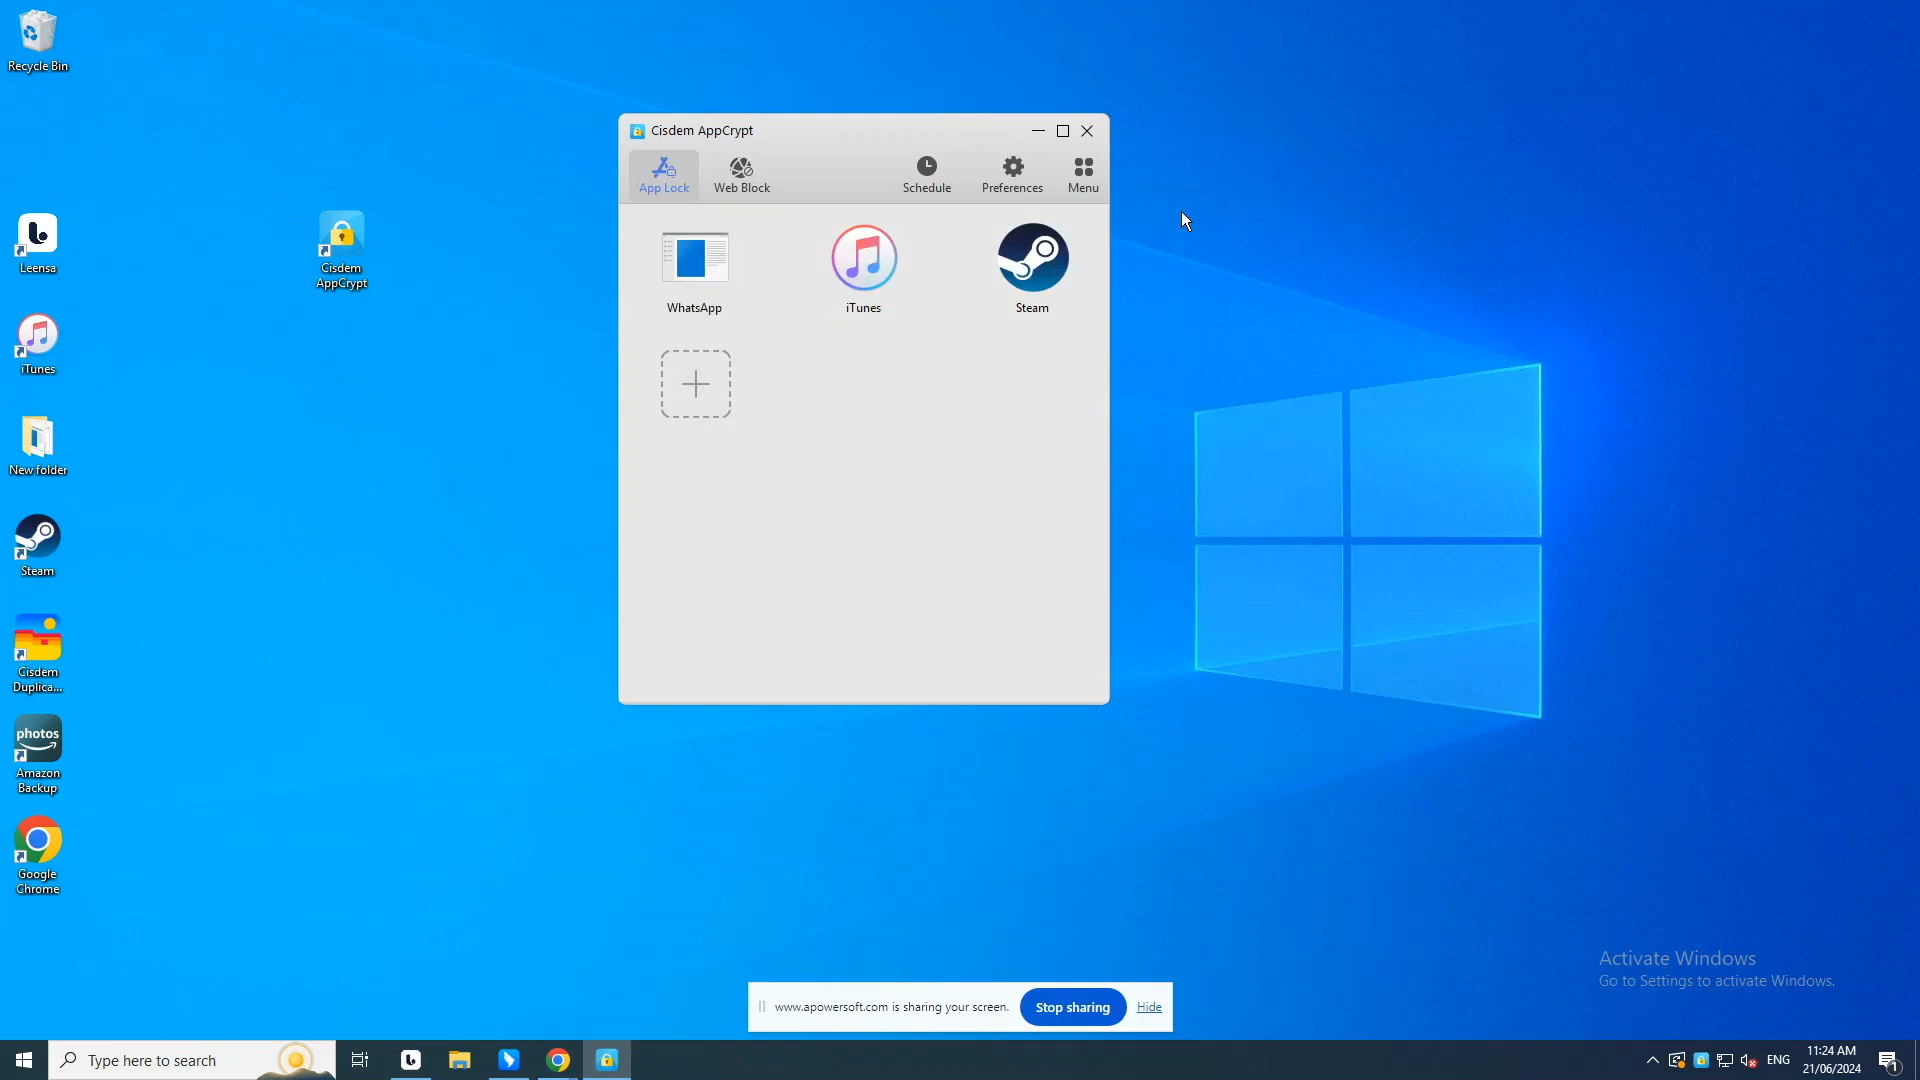 Recycle Bin
Leensa
iTunes
New folder
Steam
Cisdem
Duplica...
photos
Amazon
Backup
Google
Chrome
Cisdem
AppCrypt
Cisdem AppCrypt
App Lock
Web Block
Schedule
Preferences
Menu
WhatsApp
iTunes
Steam
Activate Windows
Go to Settings to activate Windows.
www.apowersoft.com is sharing your screen.
Stop sharing
Hide
Type here to search
ENG
11:24 AM
21/06/2024
1